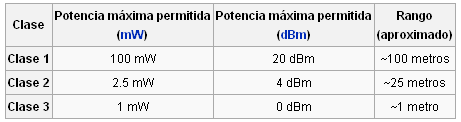 Clase Potencia máxima permitida Potencia máxima permitida Rango
(mW) (dBm) (aproximado)
Clase 1 100 mW 20 dBm ~100 metros
Clase 2 2.5 mW 4 dBm ~25 metros
Clase 3 1 mW 0 dBm ~1 metro